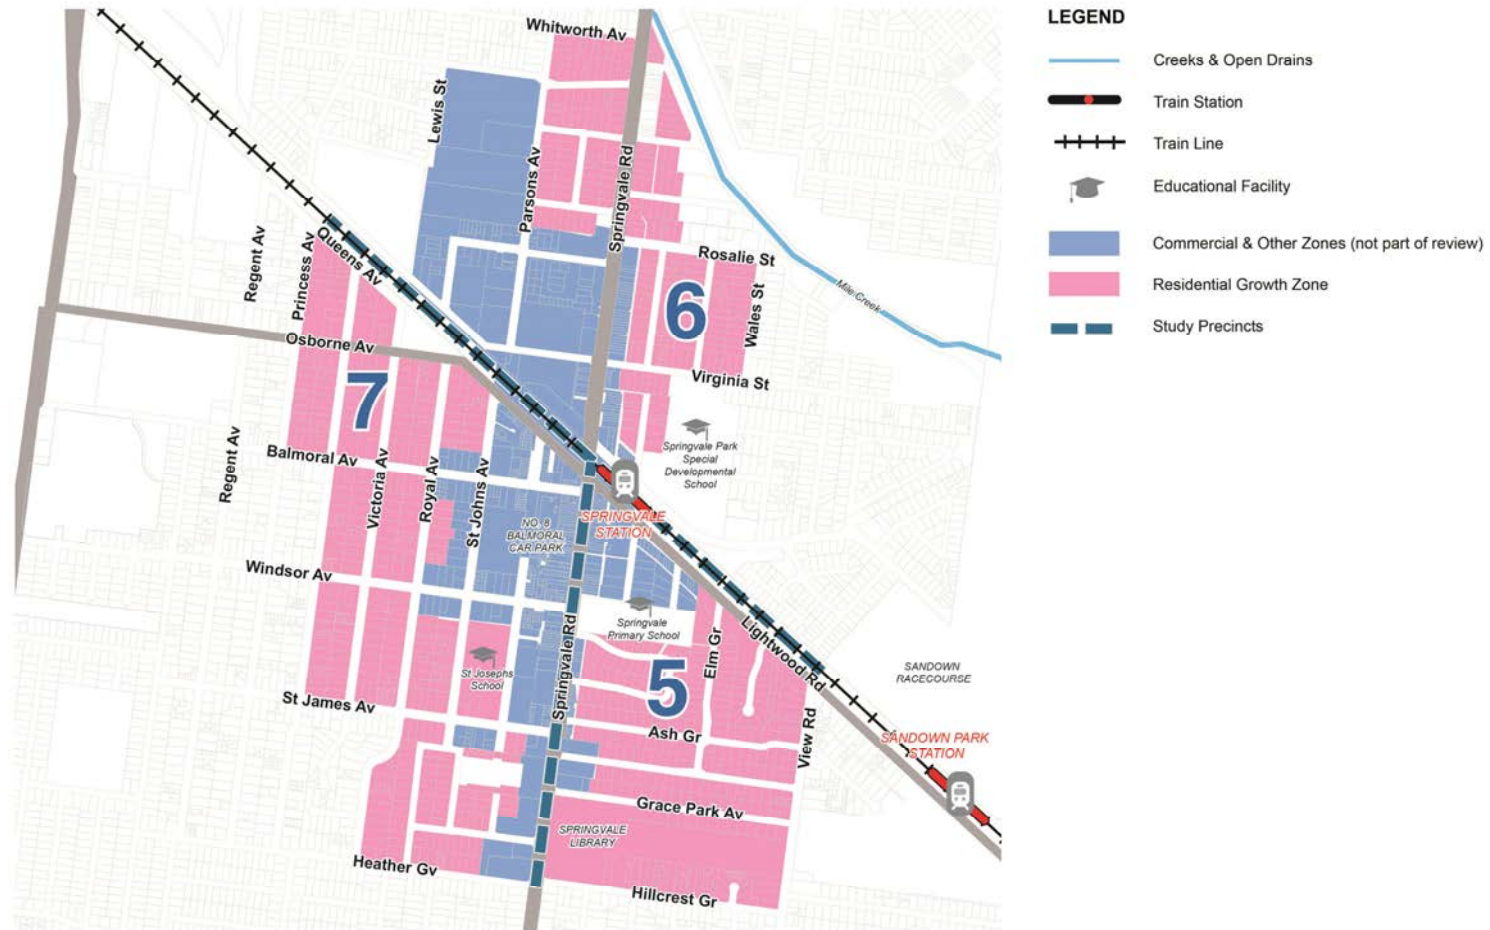 LEGEND
Creeks & Open Drains
Train Station
Train Line
Educational Facility
Commercial & Other Zones (not part of review)
Residential Growth Zone
Study Precincts
Whitworth Av
Lewis St
Parsons Av
Springvale Rd
Regent Av
Princess Av
Queens Av
Rosalie St
Wales St
Mile Creek
6
Osborne Av
Virginia St
7
Regent Av
Balmoral Av
Victoria Av
Royal Av
St Johns Av
Springvale Park
Special
Developmental
School
NO. 8
BALMORAL
CAR PARK
SPRINGVALE
STATION
Windsor Av
Springvale
Primary School
Springvale Rd
Elm Gr
Lightwood Rd
St Josephs
School
5
SANDOWN
RACECOURSE
St James Av
Ash Gr
View Rd
SANDOWN PARK
STATION
Grace Park Av
SPRINGVALE
LIBRARY
Heather Gv
Hillcrest Gr